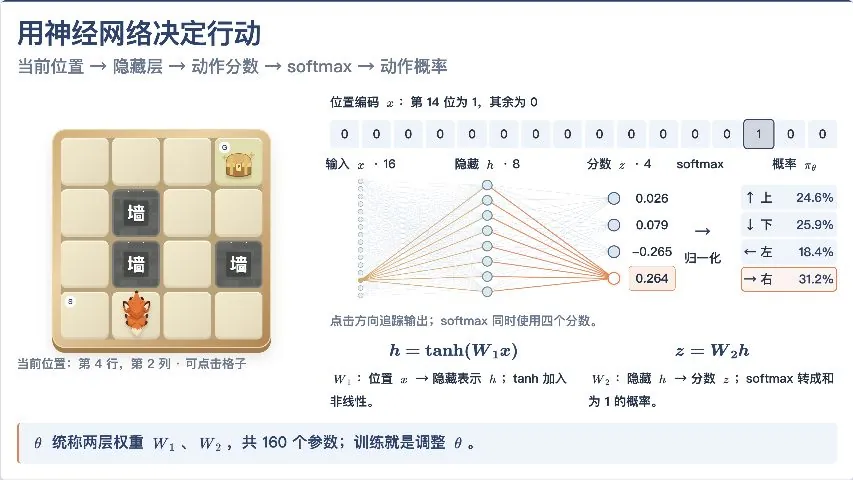 用神经网络决定行动
当前位置 → 隐藏层 → 动作分数 → softmax → 动作概率
位置编码 x：第 14 位为 1，其余为 0
0 0 0 0 0 0 0 0 0 0 0 0 0 1 0 0
输入 x · 16 隐藏 h · 8 分数 z · 4 softmax 概率 πθ
G
墙
墙 墙
S
0.026
0.079
−0.265
0.264
→
归一化
↑ 上 24.6%
↓ 下 25.9%
← 左 18.4%
→ 右 31.2%
当前位置：第 4 行，第 2 列 · 可点击格子
点击方向追踪输出；softmax 同时使用四个分数。
h = tanh(W₁x)
W₁：位置 x → 隐藏表示 h；tanh 加入
非线性。
z = W₂h
W₂：隐藏 h → 分数 z；softmax 转成和
为 1 的概率。
θ 统称两层权重 W₁、W₂，共 160 个参数；训练就是调整 θ。